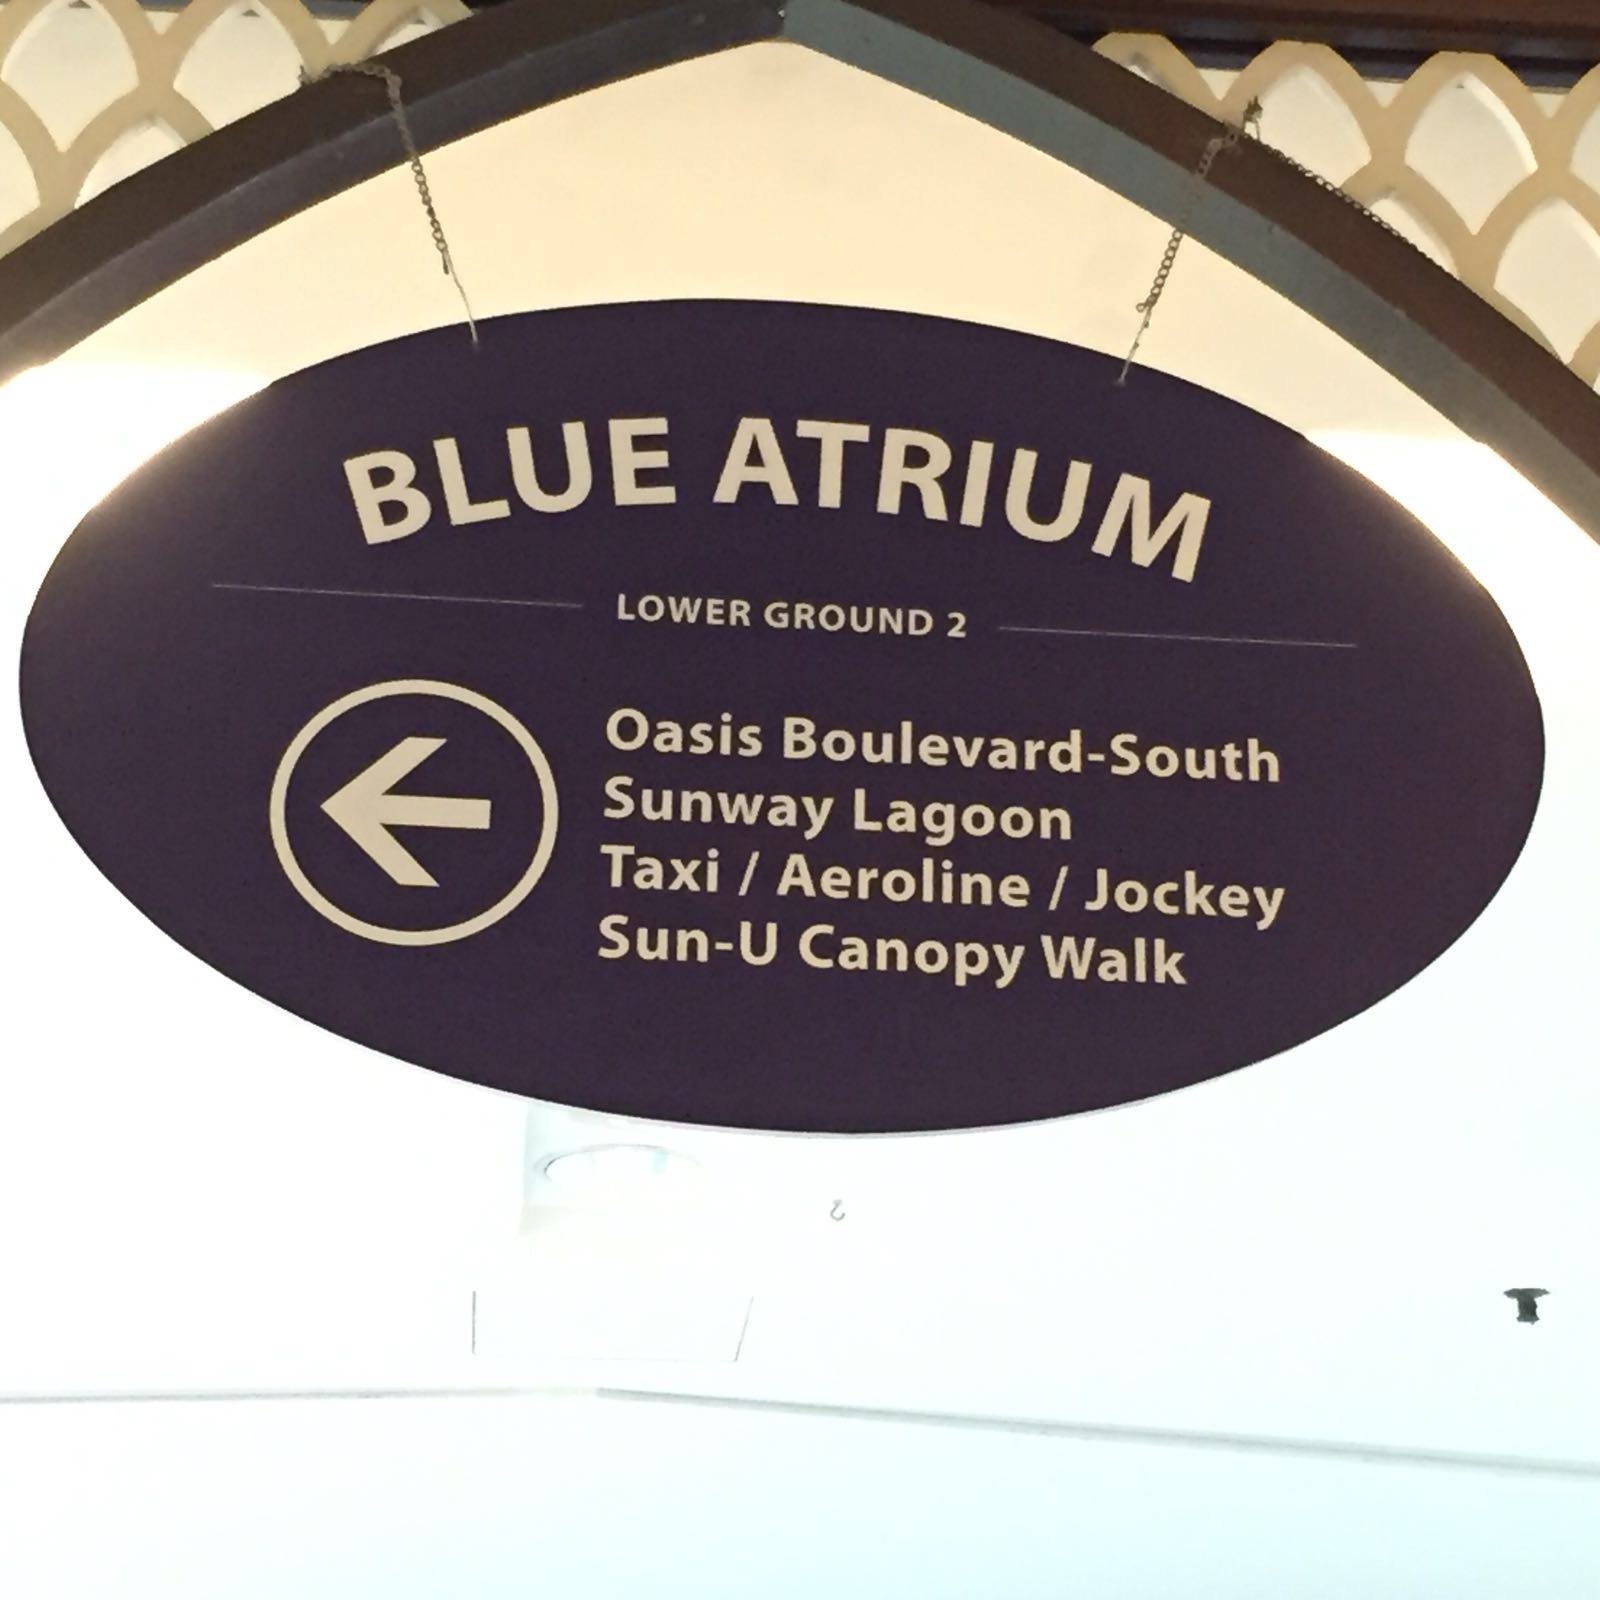 BLUE ATRIUM
LOWER GROUND 2
Oasis Boulevard-South
Sunway Lagoon
Taxi / Aeroline / Jockey
Sun-U Canopy Walk